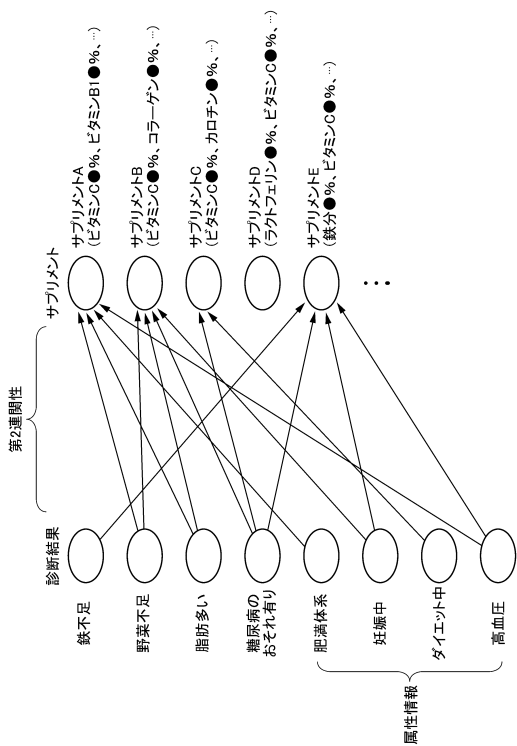 第2連関性
診断結果
サプリメント
鉄不足
野菜不足
脂肪多い
糖尿病の
おそれ有り
肥満体系
妊娠中
ダイエット中
高血圧
属性情報
サプリメントA
(ビタミンC●%、ビタミンB1●%、…)
サプリメントB
(ビタミンC●%、コラーゲン●%、…)
サプリメントC
(ビタミンC●%、カロチン●%、…)
サプリメントD
(ラクトフェリン●%、ビタミンC●%、…)
サプリメントE
(鉄分●%、ビタミンC●%、…)
…